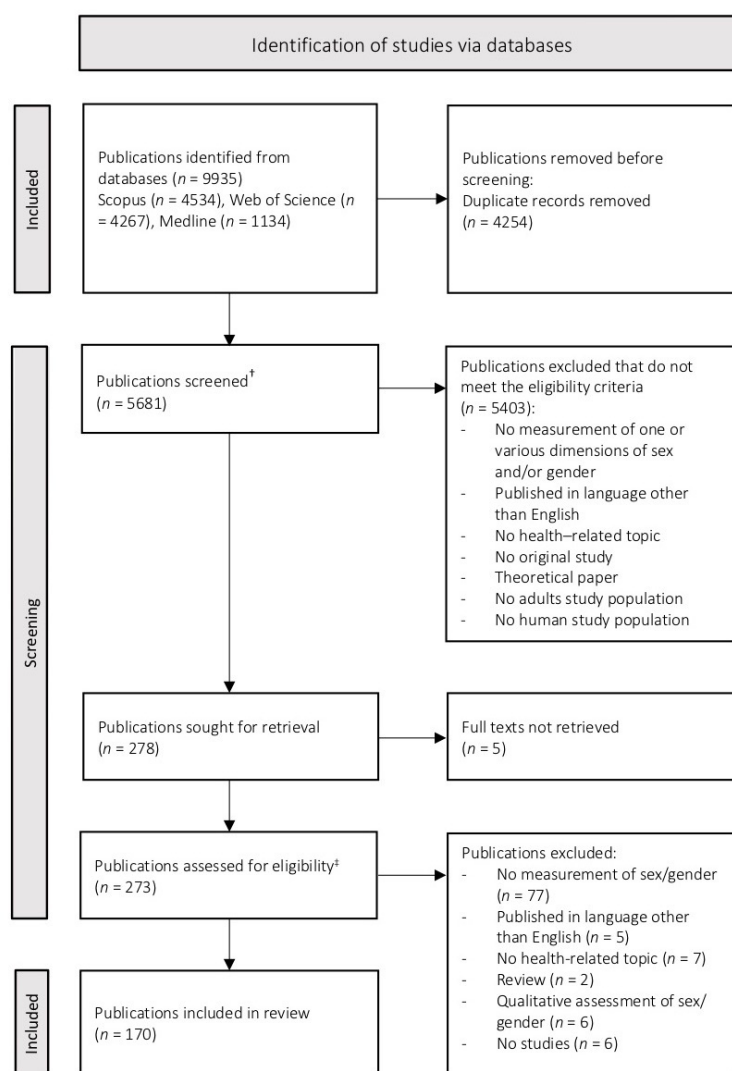 Identification of studies via databases
Included
Publications identified from
databases (n = 9935)
Scopus (n = 4534), Web of Science (n
= 4267), Medline (n = 1134)
Publications removed before
screening:
Duplicate records removed
(n = 4254)
Screening
Publications screened†
(n = 5681)
Publications excluded that do not
meet the eligibility criteria
(n = 5403):
- No measurement of one or
various dimensions of sex
and/or gender
- Published in language other
than English
- No health–related topic
- No original study
- Theoretical paper
- No adults study population
- No human study population
Publications sought for retrieval
(n = 278)
Full texts not retrieved
(n = 5)
Publications assessed for eligibility‡
(n = 273)
Publications excluded:
- No measurement of sex/gender
(n = 77)
- Published in language other
than English (n = 5)
- No health-related topic (n = 7)
- Review (n = 2)
- Qualitative assessment of sex/
gender (n = 6)
- No studies (n = 6)
Included
Publications included in review
(n = 170)